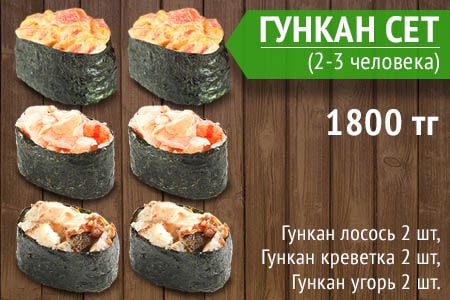 ГУНКАН СЕТ
(2-3 человека)
1800 тг
Гункан лосось 2 шт,
Гункан креветка 2 шт,
Гункан угорь 2 шт.